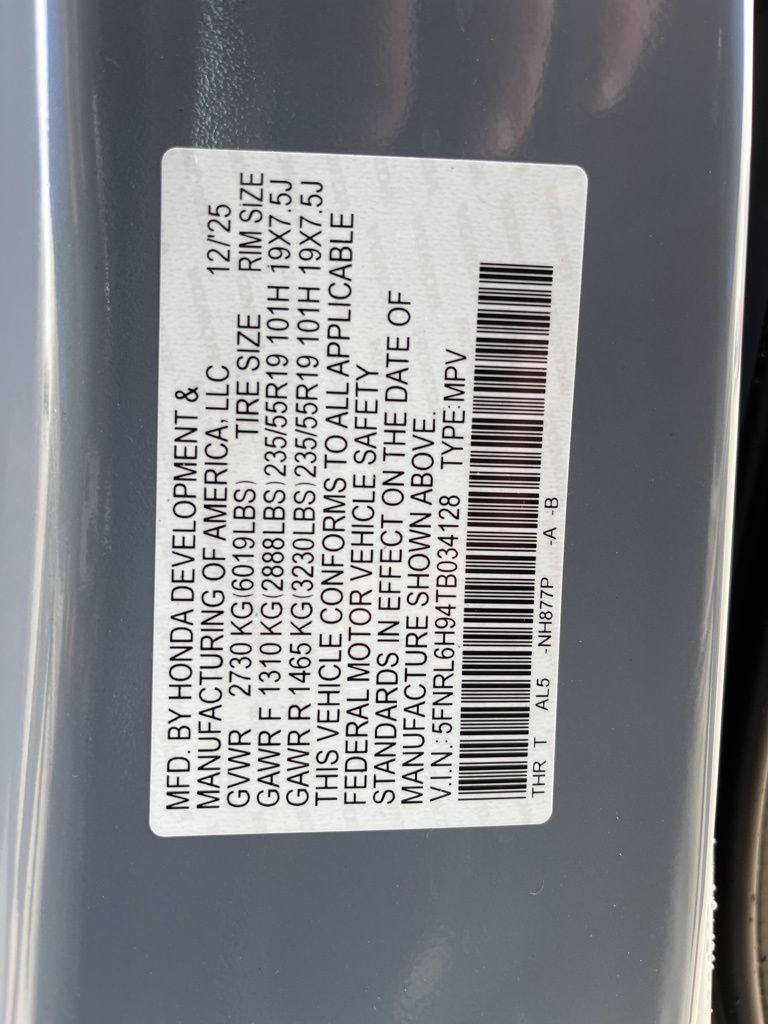 MFD. BY HONDA DEVELOPMENT &
MANUFACTURING OF AMERICA, LLC 12/'25
GVWR 2730 KG(6019LBS) TIRE SIZE RIM SIZE
GAWR F 1310 KG(2888LBS)235/55R19 101H 19X7.5J
GAWR R 1465 KG(3230LBS)235/55R19 101H 19X7.5J
THIS VEHICLE CONFORMS TO ALL APPLICABLE
FEDERAL MOTOR VEHICLE SAFETY
STANDARDS IN EFFECT ON THE DATE OF
MANUFACTURE SHOWN ABOVE.
V.I.N.:5FNRL6H94TB034128 TYPE:MPV
THR T AL5 -NH877P -A -B